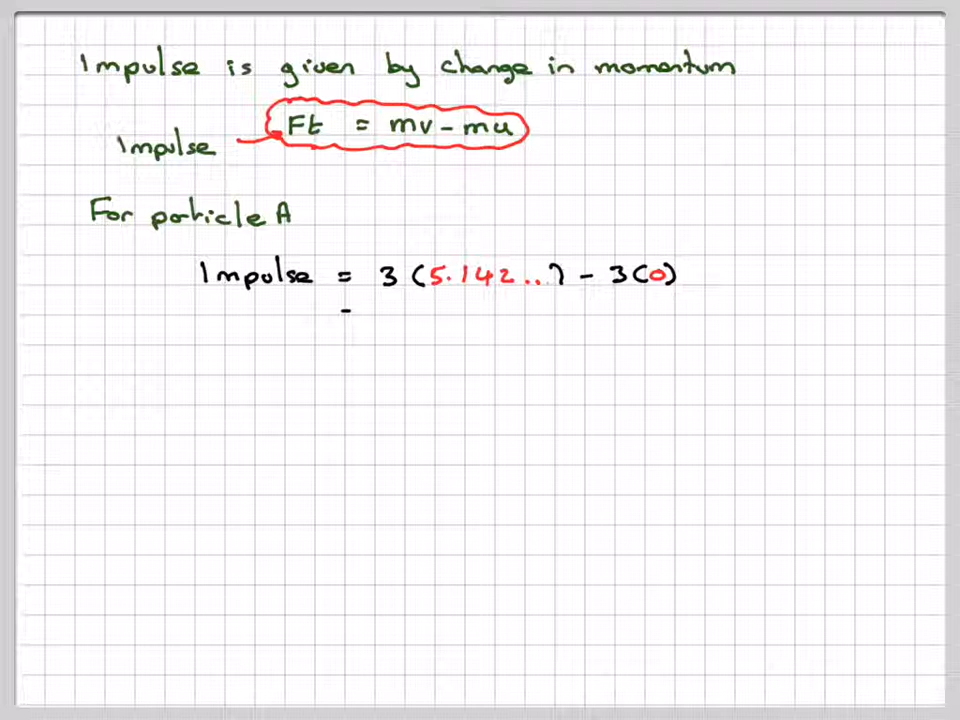 Impulse is given by change in momentum
Ft = mv - mu
Impulse
For particle A
Impulse = 3 (5.142..) - 3(0)
=